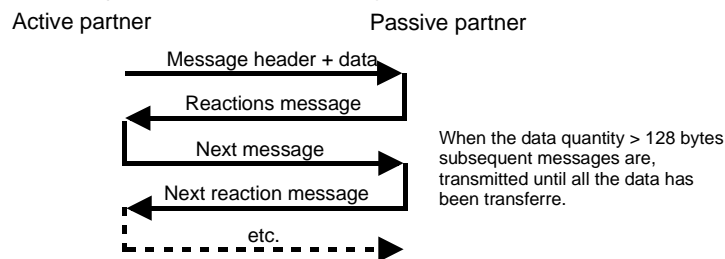 Active partner
Passive partner
Message header + data
Reactions message
Next message
Next reaction message
etc.
When the data quantity > 128 bytes
subsequent messages are,
transmitted until all the data has
been transferre.